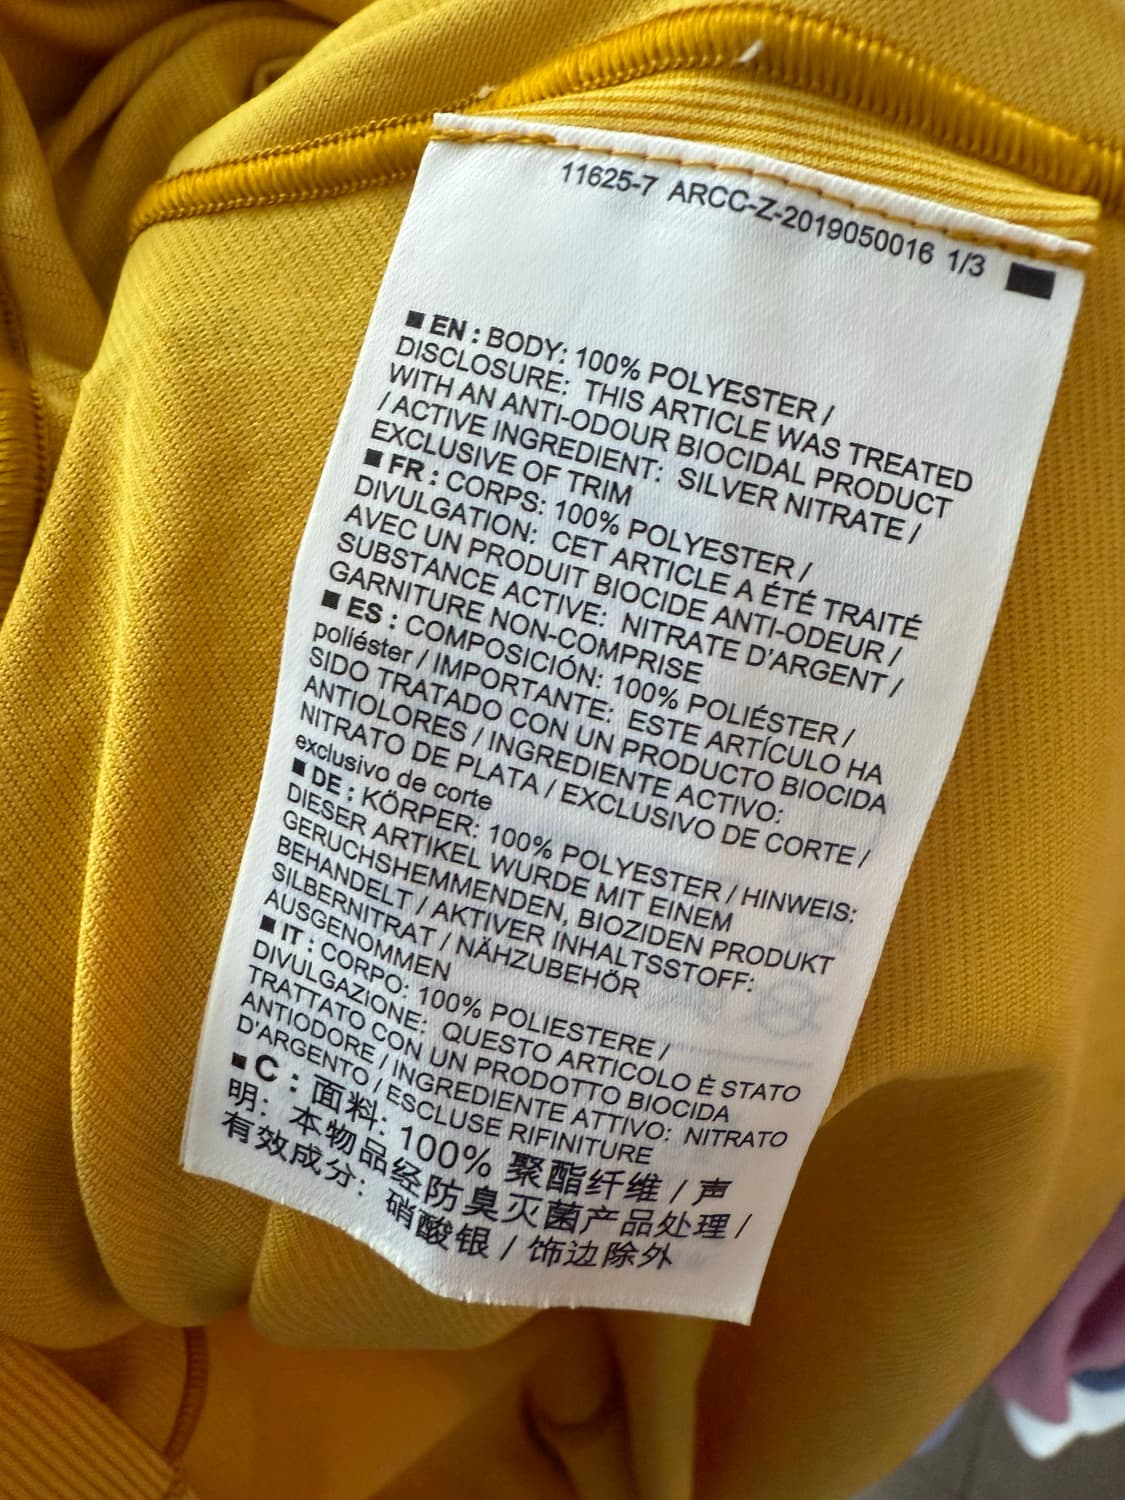 11625-7 ARCC-Z-2019050016 1/3
■ EN : BODY: 100% POLYESTER /
DISCLOSURE: THIS ARTICLE WAS TREATED
WITH AN ANTI-ODOUR BIOCIDAL PRODUCT
/ ACTIVE INGREDIENT: SILVER NITRATE /
EXCLUSIVE OF TRIM
■ FR : CORPS: 100% POLYESTER /
DIVULGATION: CET ARTICLE A ÉTÉ TRAITÉ
AVEC UN PRODUIT BIOCIDE ANTI-ODEUR /
SUBSTANCE ACTIVE: NITRATE D'ARGENT /
GARNITURE NON-COMPRISE
■ ES : COMPOSICIÓN: 100% POLIÉSTER /
poliéster / IMPORTANTE: ESTE ARTÍCULO HA
SIDO TRATADO CON UN PRODUCTO BIOCIDA
ANTIOLORES / INGREDIENTE ACTIVO:
NITRATO DE PLATA / EXCLUSIVO DE CORTE /
exclusivo de corte
■ DE : KÖRPER: 100% POLYESTER / HINWEIS:
DIESER ARTIKEL WURDE MIT EINEM
GERUCHSHEMMENDEN, BIOZIDEN PRODUKT
BEHANDELT / AKTIVER INHALTSSTOFF:
SILBERNITRAT / NÄHZUBEHÖR
AUSGENOMMEN
■ IT : CORPO: 100% POLIESTERE /
DIVULGAZIONE: QUESTO ARTICOLO È STATO
TRATTATO CON UN PRODOTTO BIOCIDA
ANTIODORE / INGREDIENTE ATTIVO: NITRATO
D'ARGENTO / ESCLUSE RIFINITURE
■ C : 面料: 100% 聚酯纤维 / 声
明: 本物品经防臭灭菌产品处理 /
有效成分: 硝酸银 / 饰边除外